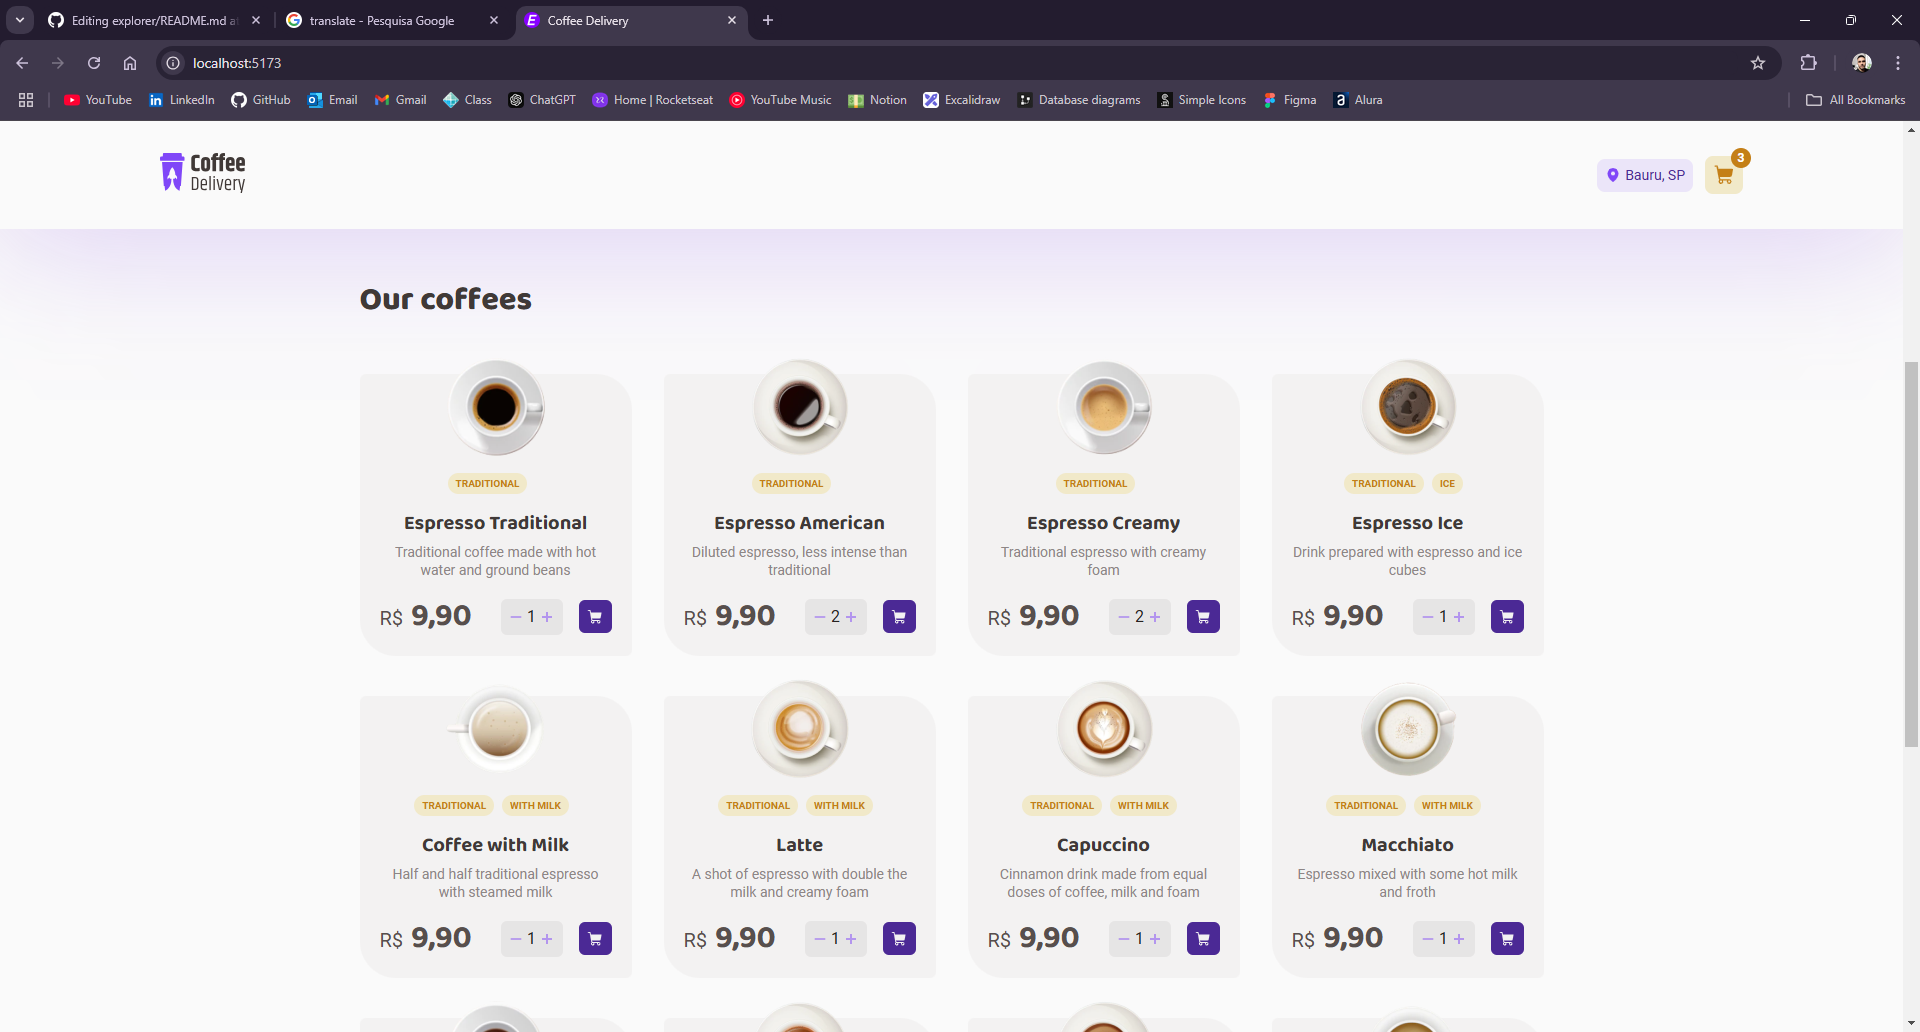 Editing explorer/README.md a
translate - Pesquisa Google
Coffee Delivery
localhost:5173
YouTube
LinkedIn
GitHub
Email
Gmail
Class
ChatGPT
Home | Rocketseat
YouTube Music
Notion
Excalidraw
Database diagrams
Simple Icons
Figma
Alura
All Bookmarks
Coffee
Delivery
Bauru, SP
3
Our coffees
TRADITIONAL
Espresso Traditional
Traditional coffee made with hot
water and ground beans
R$ 9,90 − 1 +
TRADITIONAL
Espresso American
Diluted espresso, less intense than
traditional
R$ 9,90 − 2 +
TRADITIONAL
Espresso Creamy
Traditional espresso with creamy
foam
R$ 9,90 − 2 +
TRADITIONAL ICE
Espresso Ice
Drink prepared with espresso and ice
cubes
R$ 9,90 − 1 +
TRADITIONAL WITH MILK
Coffee with Milk
Half and half traditional espresso
with steamed milk
R$ 9,90 − 1 +
TRADITIONAL WITH MILK
Latte
A shot of espresso with double the
milk and creamy foam
R$ 9,90 − 1 +
TRADITIONAL WITH MILK
Capuccino
Cinnamon drink made from equal
doses of coffee, milk and foam
R$ 9,90 − 1 +
TRADITIONAL WITH MILK
Macchiato
Espresso mixed with some hot milk
and froth
R$ 9,90 − 1 +